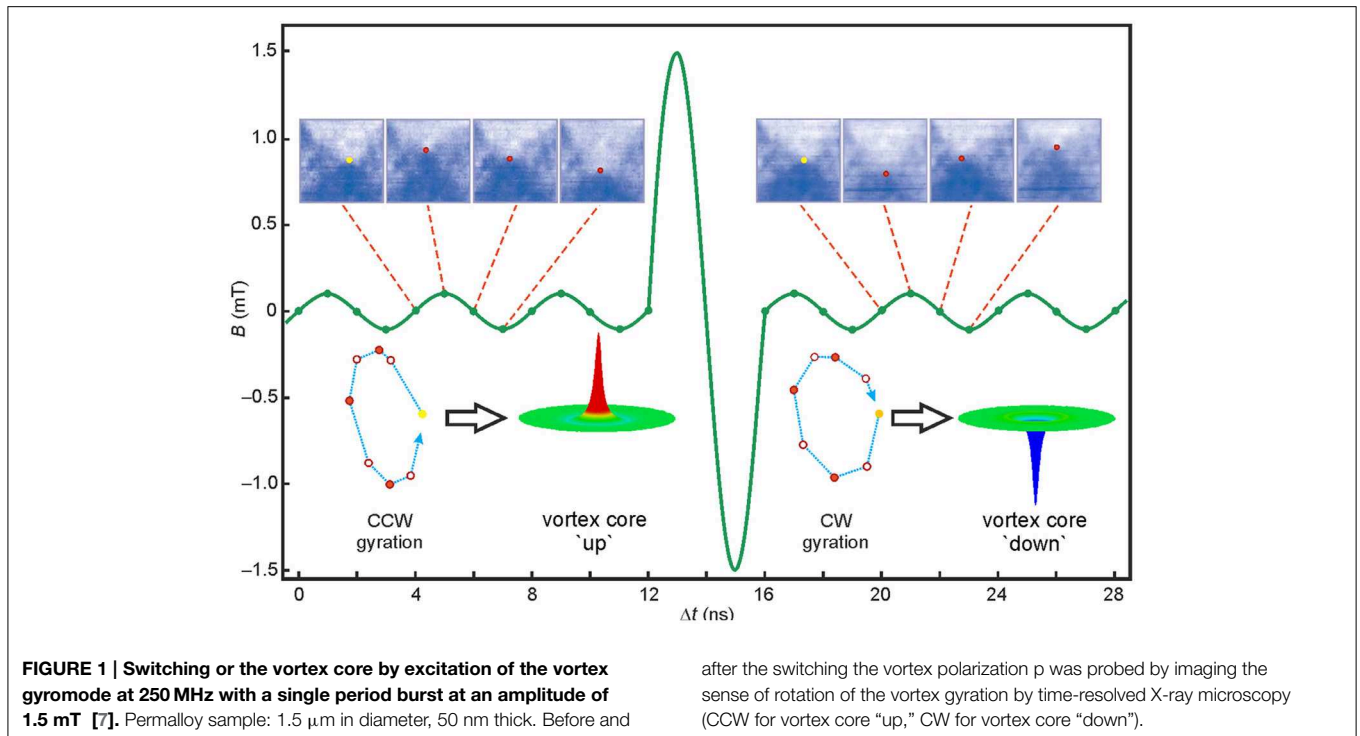 1.5
1.0
0.5
0
–0.5
–1.0
–1.5
B (mT)
CCW
gyration
vortex core
`up´
CW
gyration
vortex core
`down´
0 4 8 12 16 20 24 28
Δt (ns)
FIGURE 1 | Switching or the vortex core by excitation of the vortex
gyromode at 250 MHz with a single period burst at an amplitude of
1.5 mT [7]. Permalloy sample: 1.5 μm in diameter, 50 nm thick. Before and
after the switching the vortex polarization p was probed by imaging the
sense of rotation of the vortex gyration by time-resolved X-ray microscopy
(CCW for vortex core “up,” CW for vortex core “down”).